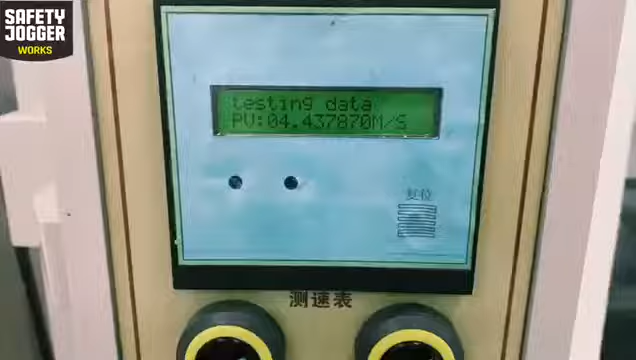 SAFETY
JOGGER
WORKS
testing data
PV:04.437870M/S
复位
测速表